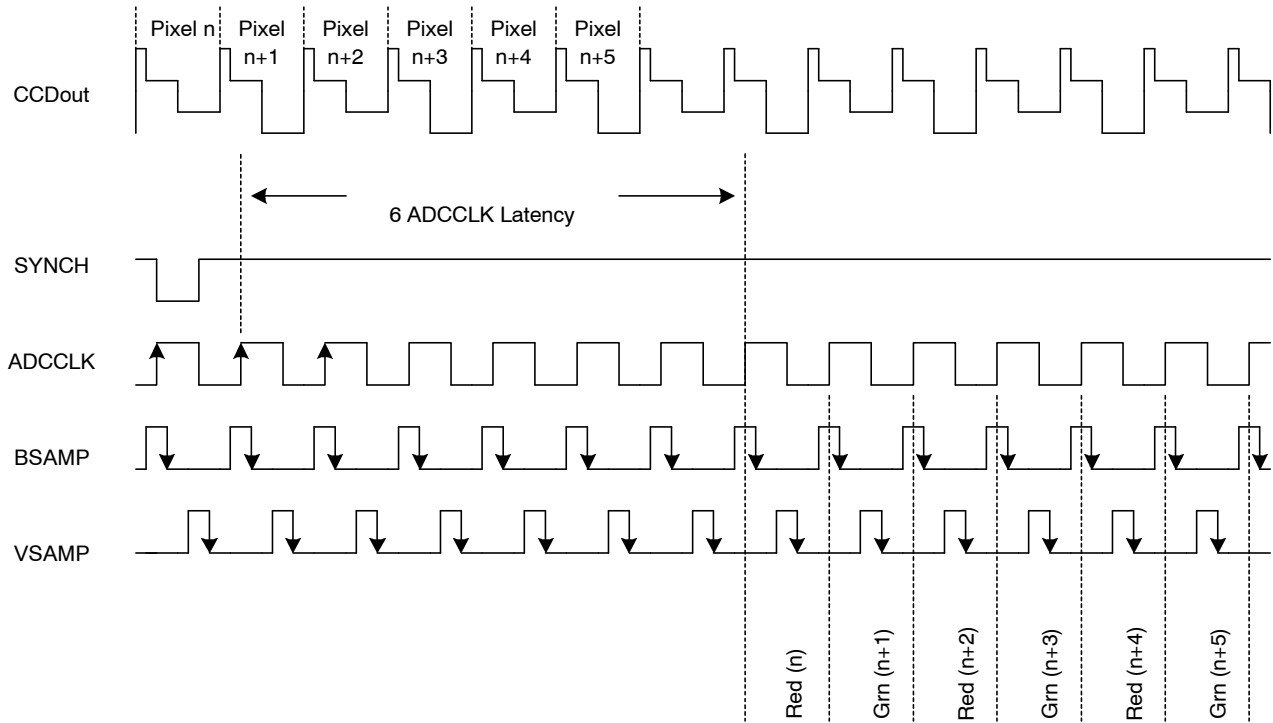 Pixel n
Pixel
n+1
Pixel
n+2
Pixel
n+3
Pixel
n+4
Pixel
n+5
CCDout
6 ADCCLK Latency
SYNCH
ADCCLK
BSAMP
VSAMP
Red (n)
Grn (n+1)
Red (n+2)
Grn (n+3)
Red (n+4)
Grn (n+5)